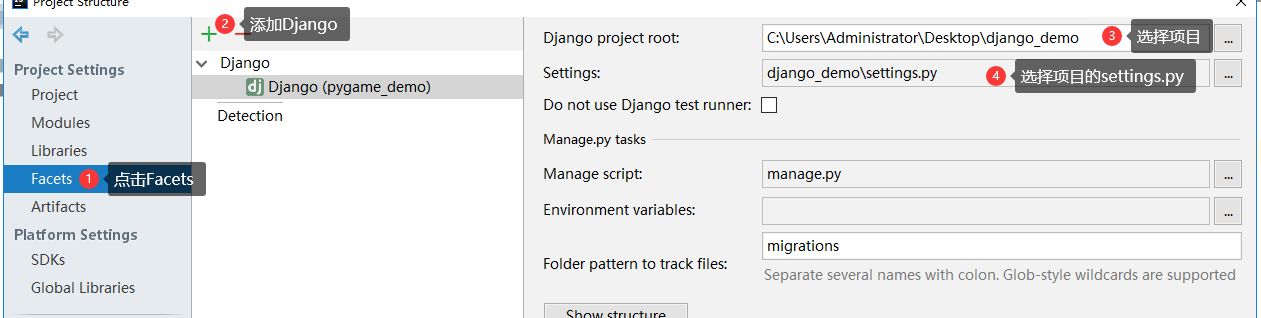 Project Structure
2 添加Django
Project Settings
Project
Modules
Libraries
Facets 1 点击Facets
Artifacts
Platform Settings
SDKs
Global Libraries
Django
dj Django (pygame_demo)
Detection
Django project root: C:\Users\Administrator\Desktop\django_demo 3 选择项目 ...
Settings: django_demo\settings.py 4 选择项目的settings.py ...
Do not use Django test runner:
Manage.py tasks
Manage script: manage.py ...
Environment variables: ...
Folder pattern to track files: migrations
Separate several names with colon. Glob-style wildcards are supported
Show structure